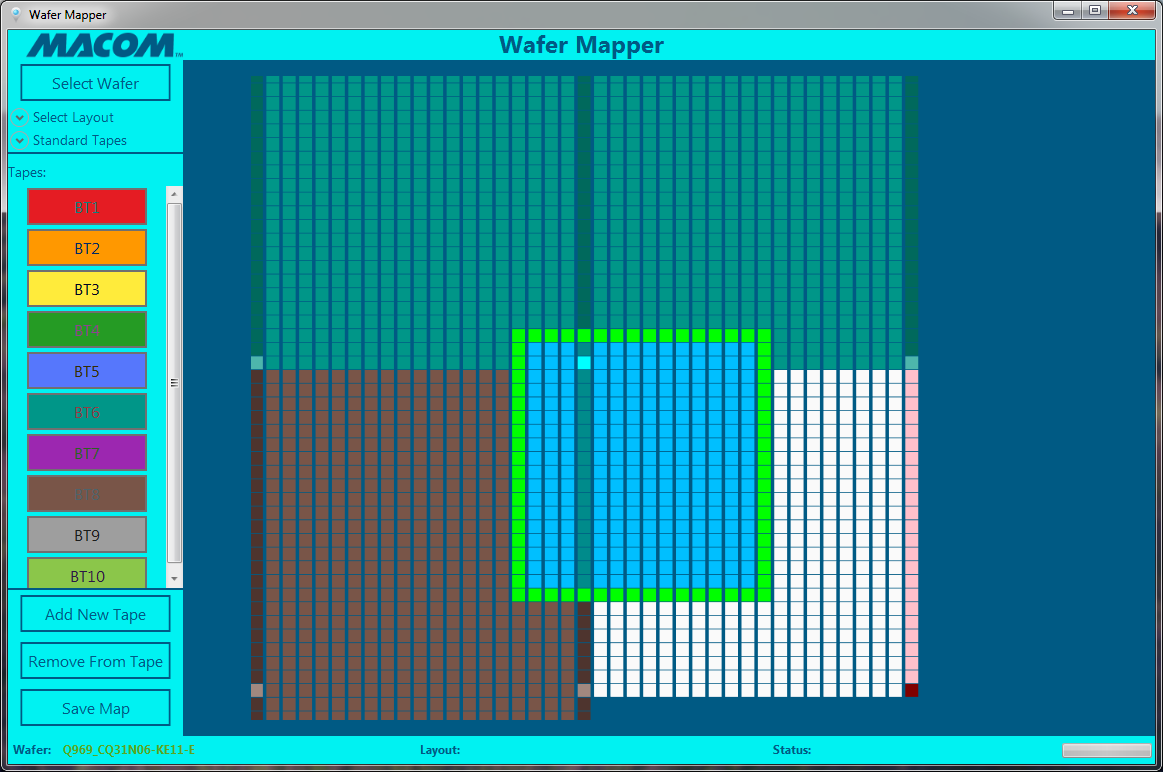 Wafer Mapper
MACOM™
Wafer Mapper
Select Wafer
Select Layout
Standard Tapes
Tapes:
BT1
BT2
BT3
BT4
BT5
BT6
BT7
BT8
BT9
BT10
Add New Tape
Remove From Tape
Save Map
Wafer: Q969_CQ31N06-KE11-E Layout: Status: